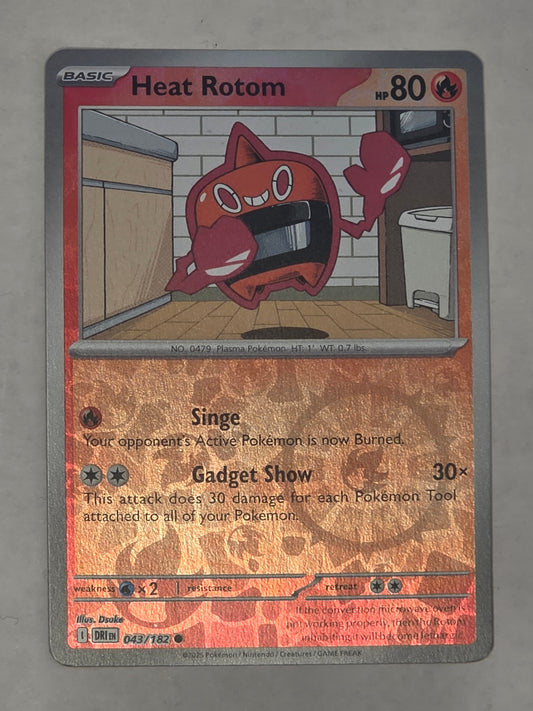 BASIC Heat Rotom HP 80
NO. 0479 Plasma Pokémon HT: 1' WT: 0.7 lbs.
Singe
Your opponent's Active Pokémon is now Burned.
Gadget Show 30×
This attack does 30 damage for each Pokémon Tool
attached to all of your Pokémon.
weakness ×2 resistance retreat
Illus. Dsuke
If the convection microwave oven is
not working properly, then the Rotom
inhabiting it will become lethargic.
I DRI EN 043/182
©2025 Pokémon / Nintendo / Creatures / GAME FREAK